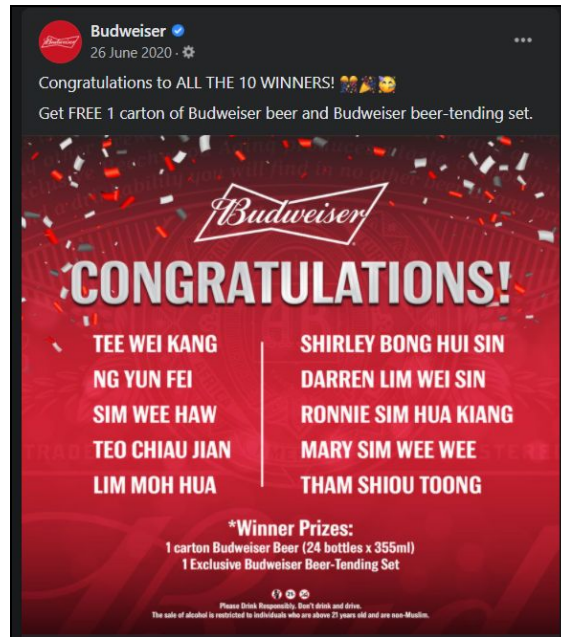 Budweiser
26 June 2020
Congratulations to ALL THE 10 WINNERS!
Get FREE 1 carton of Budweiser beer and Budweiser beer-tending set.
Budweiser
CONGRATULATIONS!
TEE WEI KANG
NG YUN FEI
SIM WEE HAW
TEO CHIAU JIAN
LIM MOH HUA
SHIRLEY BONG HUI SIN
DARREN LIM WEI SIN
RONNIE SIM HUA KIANG
MARY SIM WEE WEE
THAM SHIOU TOONG
*Winner Prizes:
1 carton Budweiser Beer (24 bottles x 355ml)
1 Exclusive Budweiser Beer-Tending Set
Please Drink Responsibly. Don't drink and drive.
The sale of alcohol is restricted to individuals who are above 21 years old and are non-Muslim.